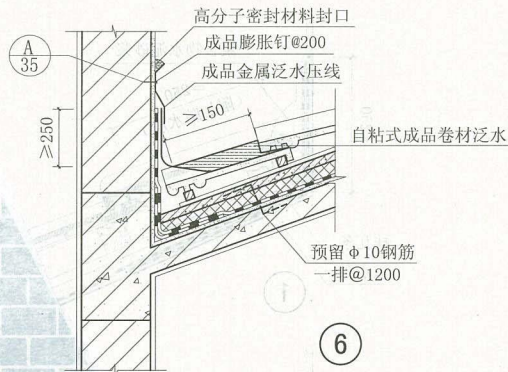 高分子密封材料封口
成品膨胀钉@200
成品金属泛水压线
A
35
≥150
≥250
自粘式成品卷材泛水
预留ф10钢筋
一排@1200
6